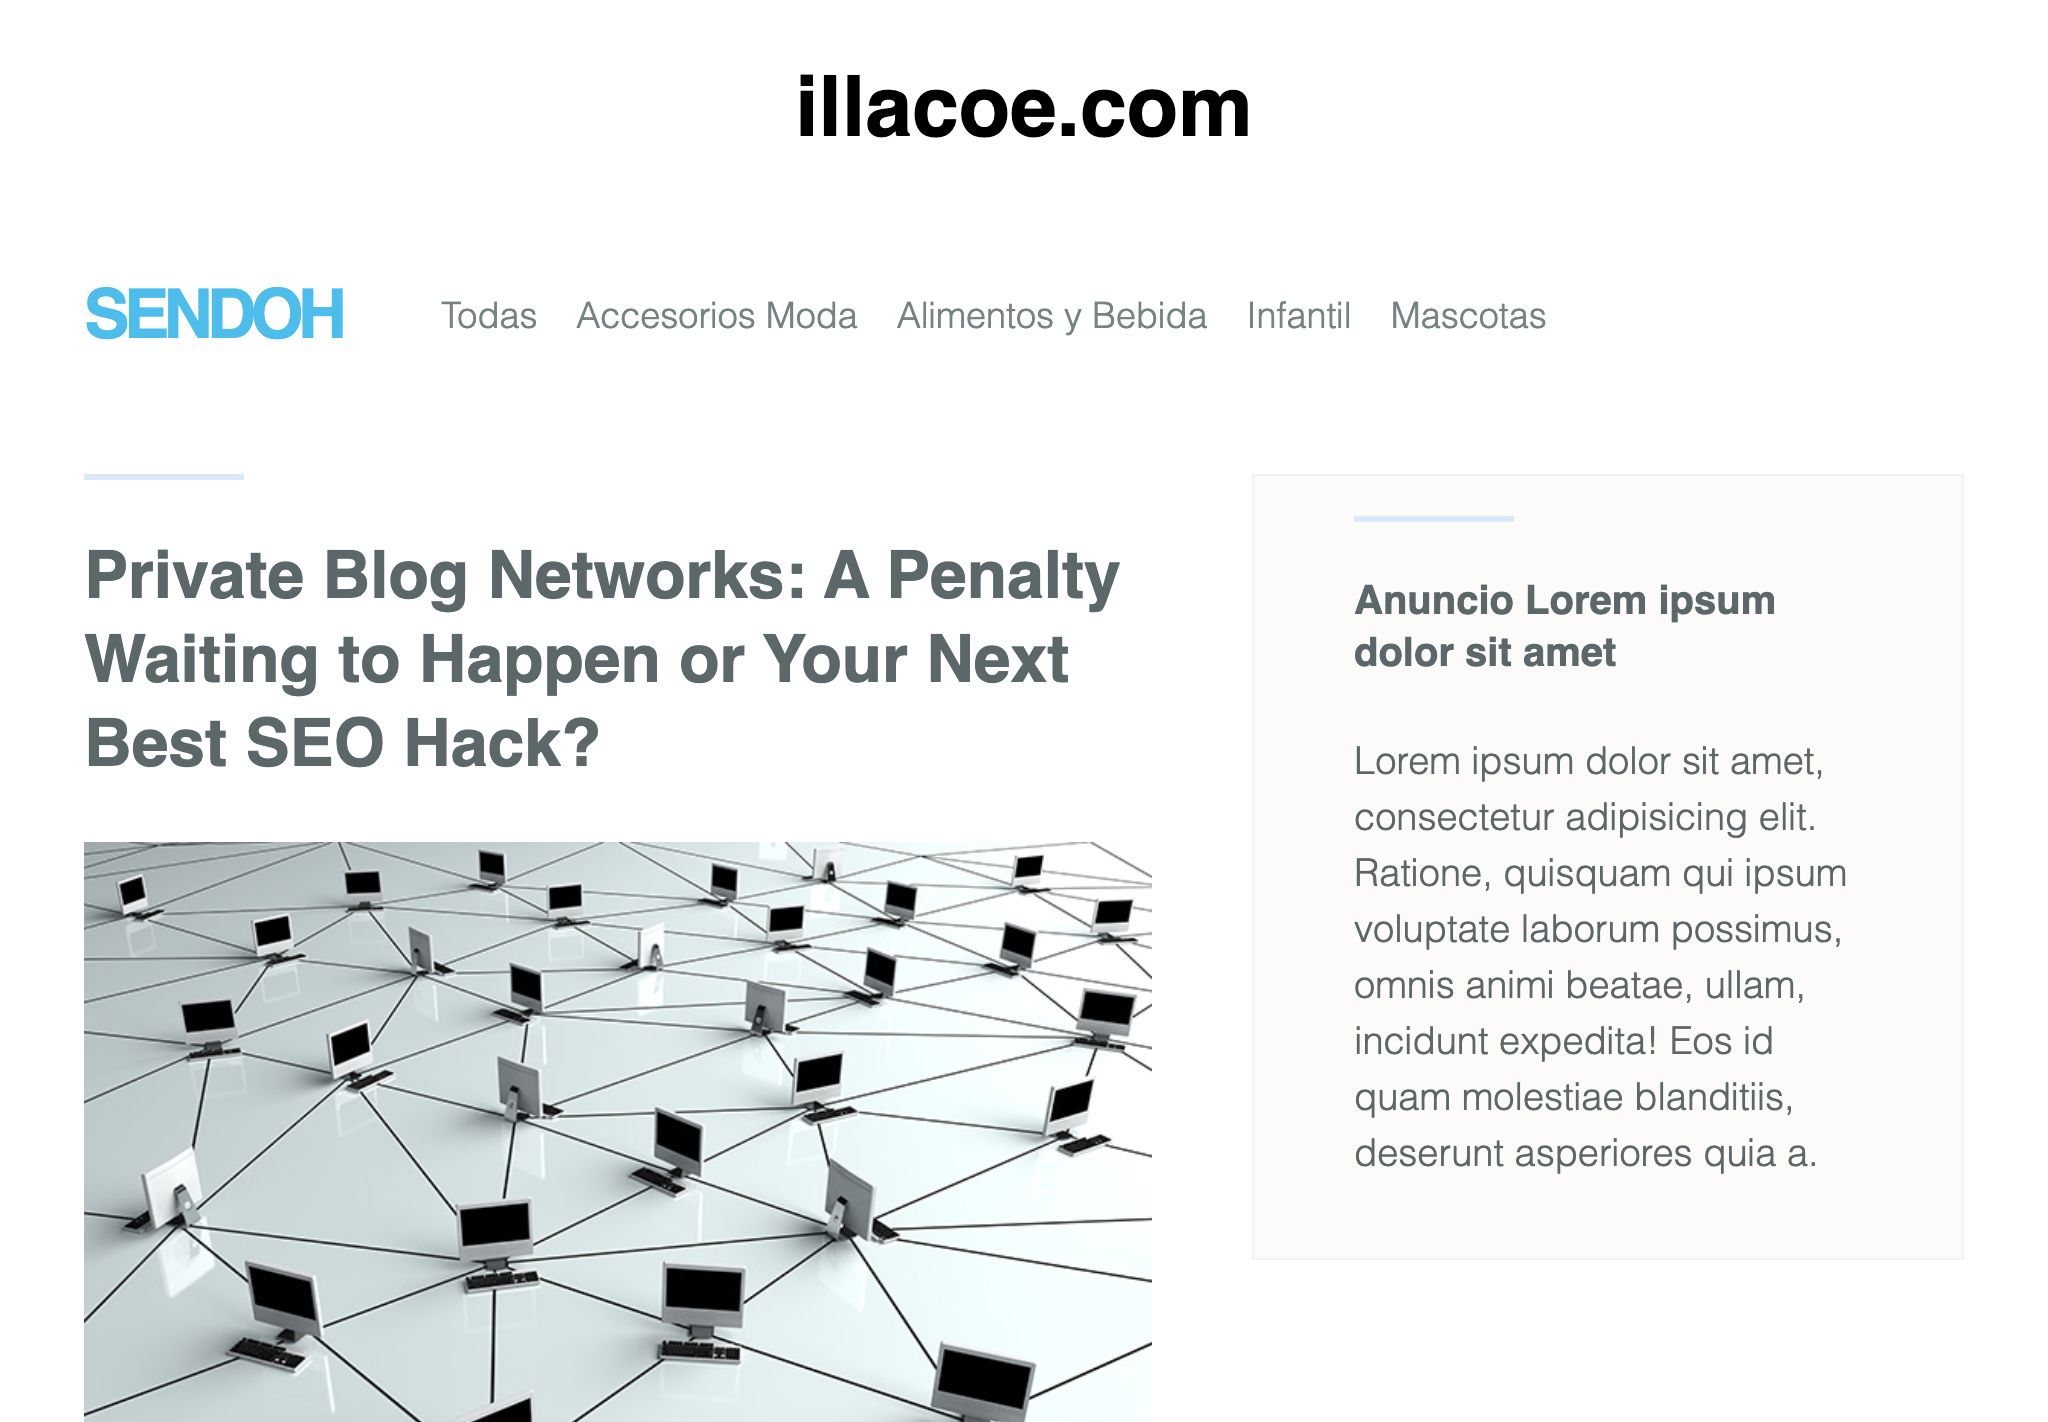 illacoe.com
SENDOH
Todas Accesorios Moda Alimentos y Bebida Infantil Mascotas
Private Blog Networks: A Penalty
Waiting to Happen or Your Next
Best SEO Hack?
Anuncio Lorem ipsum
dolor sit amet
Lorem ipsum dolor sit amet,
consectetur adipisicing elit.
Ratione, quisquam qui ipsum
voluptate laborum possimus,
omnis animi beatae, ullam,
incidunt expedita! Eos id
quam molestiae blanditiis,
deserunt asperiores quia a.